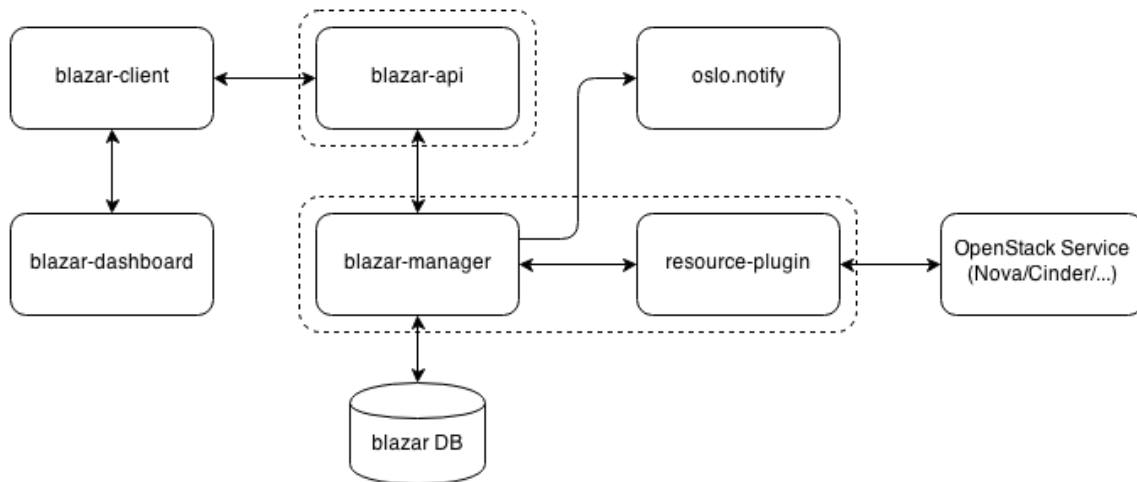 blazar-client
blazar-api
oslo.notify
blazar-dashboard
blazar-manager
resource-plugin
OpenStack Service
(Nova/Cinder/...)
blazar DB